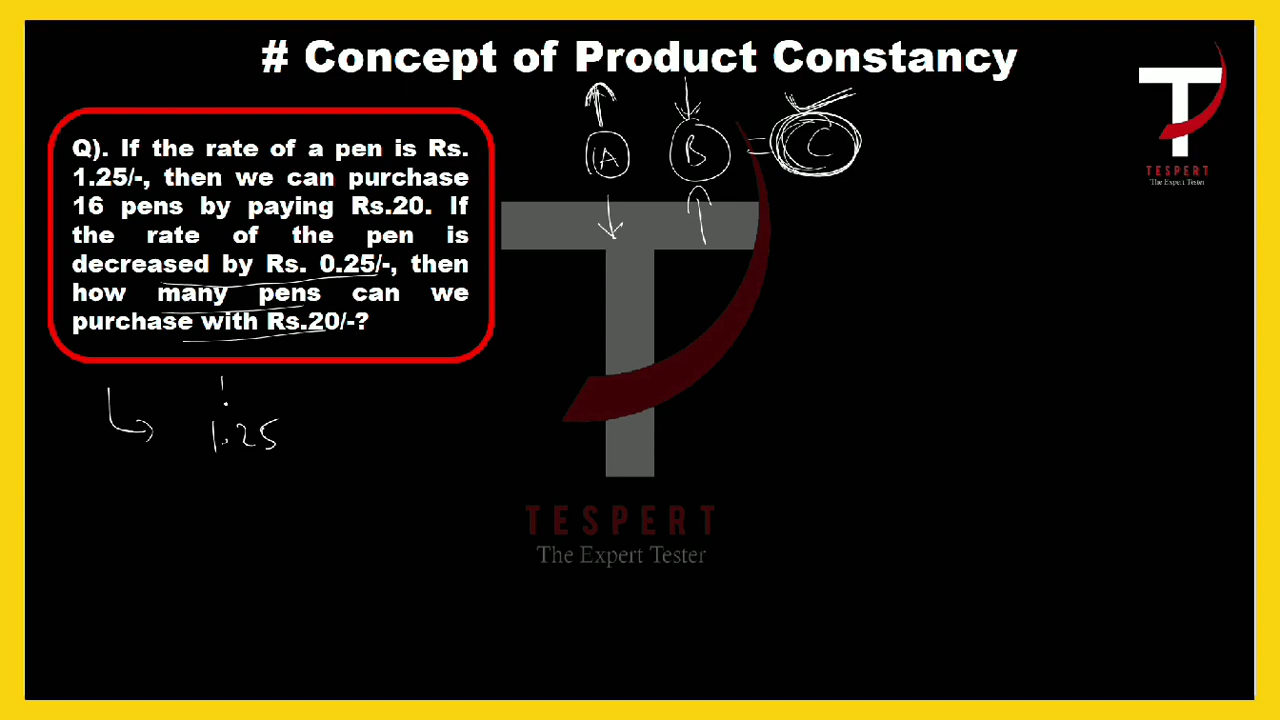 # Concept of Product Constancy
Q). If the rate of a pen is Rs.
1.25/-, then we can purchase
16 pens by paying Rs.20. If
the rate of the pen is
decreased by Rs. 0.25/-, then
how many pens can we
purchase with Rs.20/-?
A B = C
1.25
T
TESPERT
The Expert Tester
TESPERT
The Expert Tester